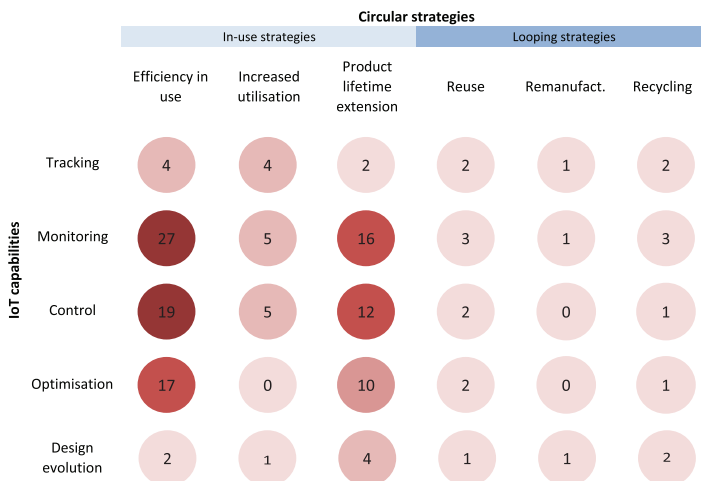 Circular strategies
In-use strategies Looping strategies
Efficiency in
use
Increased
utilisation
Product
lifetime
extension
Reuse
Remanufact.
Recycling
IoT capabilities
Tracking 4 4 2 2 1 2
Monitoring 27 5 16 3 1 3
Control 19 5 12 2 0 1
Optimisation 17 0 10 2 0 1
Design
evolution 2 1 4 1 1 2